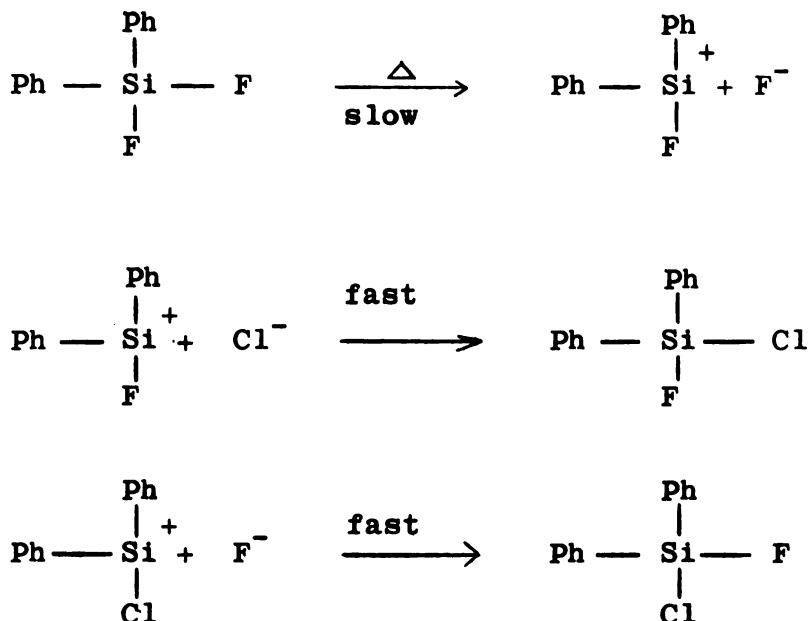 Ph Ph
Ph — Si — F △ Ph — Si + + F-
slow
F F
Ph Ph
Ph — Si + + Cl- fast Ph — Si — Cl
F F
Ph Ph
Ph — Si + + F- fast Ph — Si — F
Cl Cl